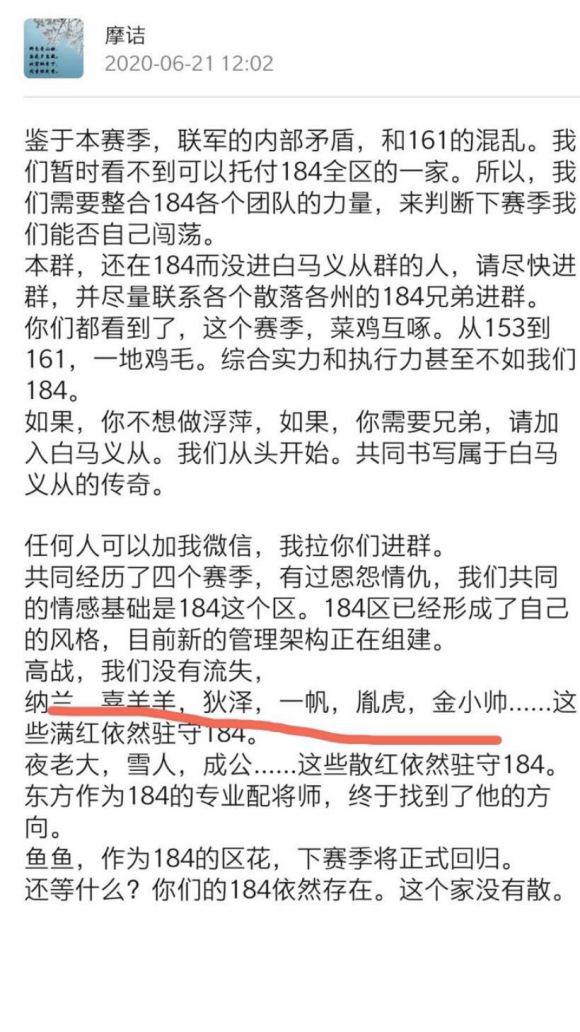 摩诘
2020-06-21 12:02
鉴于本赛季，联军的内部矛盾，和161的混乱。我
们暂时看不到可以托付184全区的一家。所以，我
们需要整合184各个团队的力量，来判断下赛季我
们能否自己闯荡。
本群，还在184而没进白马义从群的人，请尽快进
群，并尽量联系各个散落各州的184兄弟进群。
你们都看到了，这个赛季，菜鸡互啄。从153到
161，一地鸡毛。综合实力和执行力甚至不如我们
184。
如果，你不想做浮萍，如果，你需要兄弟，请加
入白马义从。我们从头开始。共同书写属于白马
义从的传奇。
任何人可以加我微信，我拉你们进群。
共同经历了四个赛季，有过恩怨情仇，我们共同
的情感基础是184这个区。184区已经形成了自己
的风格，目前新的管理架构正在组建。
高战，我们没有流失，
纳兰，喜羊羊，狄泽，一帆，胤虎，金小帅......这
些满红依然驻守184。
夜老大，雪人，成公......这些散红依然驻守184。
东方作为184的专业配将师，终于找到了他的方
向。
鱼鱼，作为184的区花，下赛季将正式回归。
还等什么？你们的184依然存在。这个家没有散。